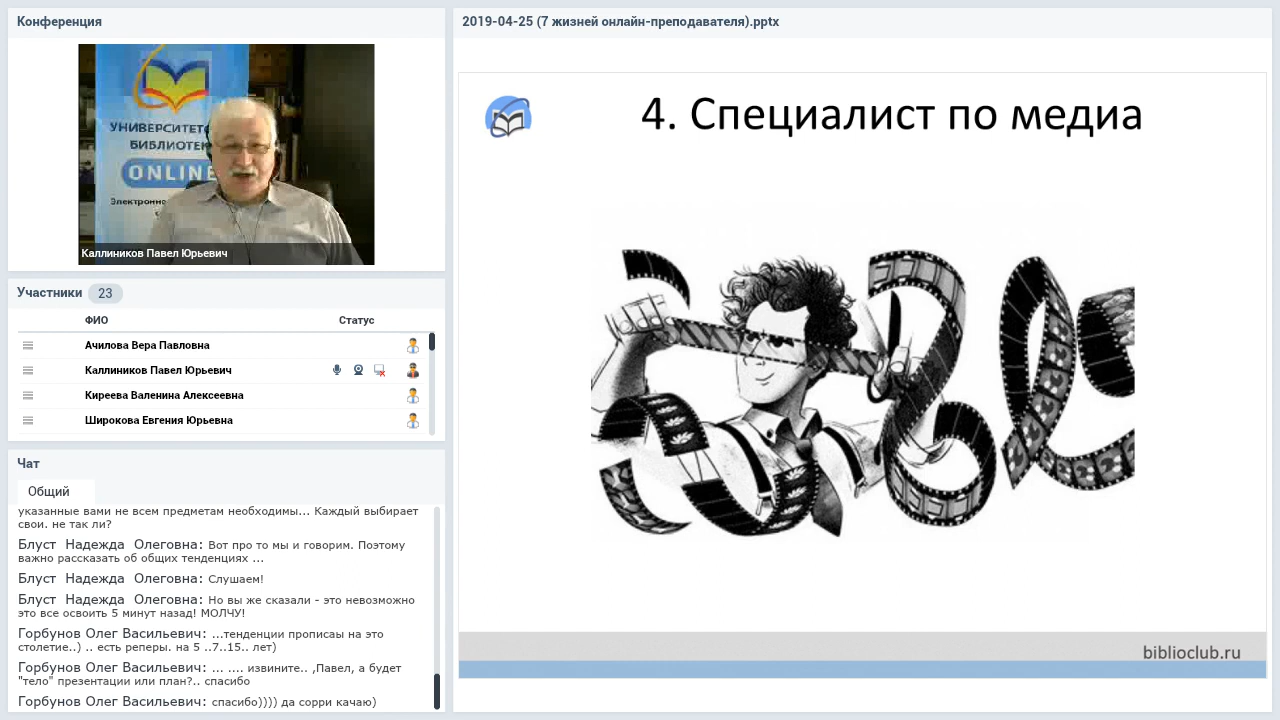 Конференция
УНИВЕРСИТЕТС
БИБЛИОТЕК
ONLINE
Электронно
Каллиников Павел Юрьевич
Участники 23
ФИО Статус
Ачилова Вера Павловна
Каллиников Павел Юрьевич
Киреева Валенина Алексеевна
Широкова Евгения Юрьевна
Чат
Общий
указанные вами не всем предметам необходимы... Каждый выбирает
свои. не так ли?
Блуст Надежда Олеговна: Вот про то мы и говорим. Поэтому
важно рассказать об общих тенденциях ...
Блуст Надежда Олеговна: Слушаем!
Блуст Надежда Олеговна: Но вы же сказали - это невозможно
это все освоить 5 минут назад! МОЛЧУ!
Горбунов Олег Васильевич: ...тенденции прописаы на это
столетие..) .. есть реперы. на 5 ..7..15.. лет)
Горбунов Олег Васильевич: ... .... извините.. ,Павел, а будет
"тело" презентации или план?.. спасибо
Горбунов Олег Васильевич: спасибо)))) да сорри качаю)
2019-04-25 (7 жизней онлайн-преподавателя).pptx
4. Специалист по медиа
biblioclub.ru